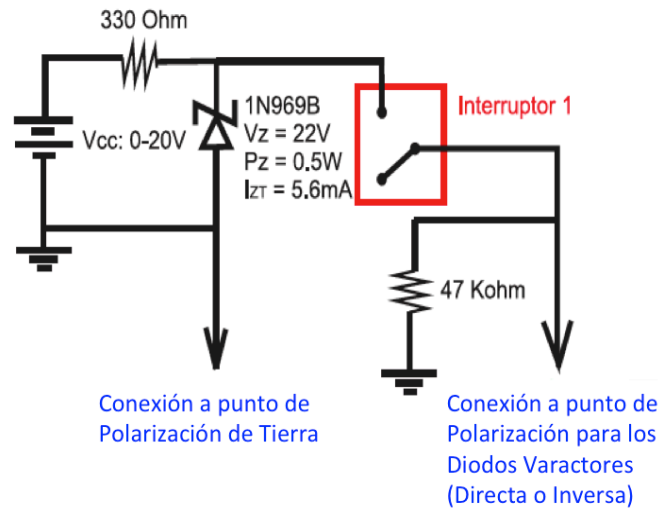 330 Ohm
Vcc: 0-20V
1N969B
Vz = 22V
Pz = 0.5W
IZT = 5.6mA
Interruptor 1
47 Kohm
Conexión a punto de
Polarización de Tierra
Conexión a punto de
Polarización para los
Diodos Varactores
(Directa o Inversa)